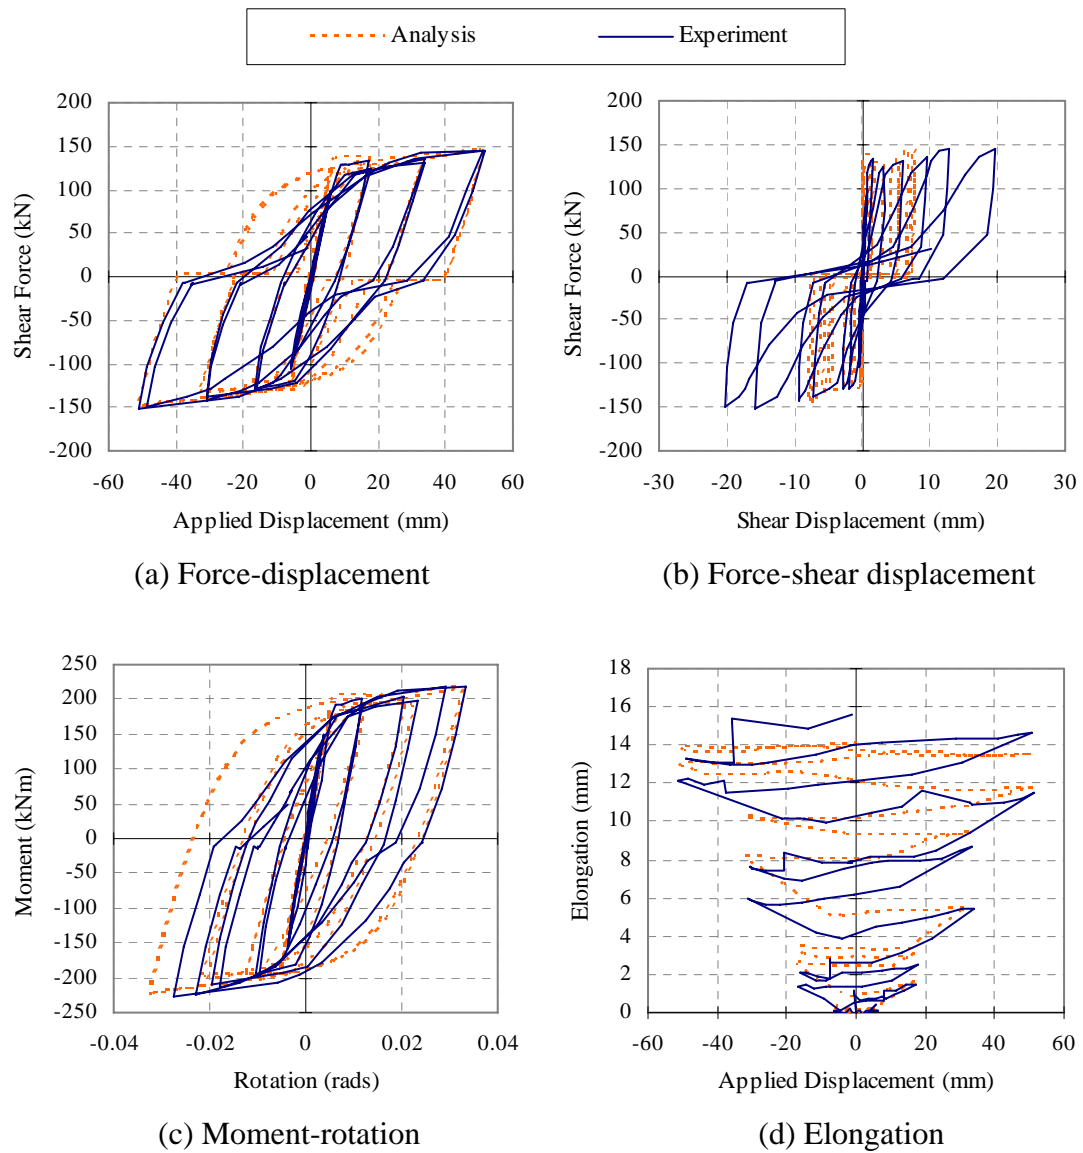 Analysis Experiment
200
150
100
50
0
-50
-100
-150
-200
-60 -40 -20 0 20 40 60
Shear Force (kN)
Applied Displacement (mm)
(a) Force-displacement
200
150
100
50
0
-50
-100
-150
-200
-30 -20 -10 0 10 20 30
Shear Force (kN)
Shear Displacement (mm)
(b) Force-shear displacement
250
200
150
100
50
0
-50
-100
-150
-200
-250
-0.04 -0.02 0 0.02 0.04
Moment (kNm)
Rotation (rads)
(c) Moment-rotation
18
16
14
12
10
8
6
4
2
0
-60 -40 -20 0 20 40 60
Elongation (mm)
Applied Displacement (mm)
(d) Elongation